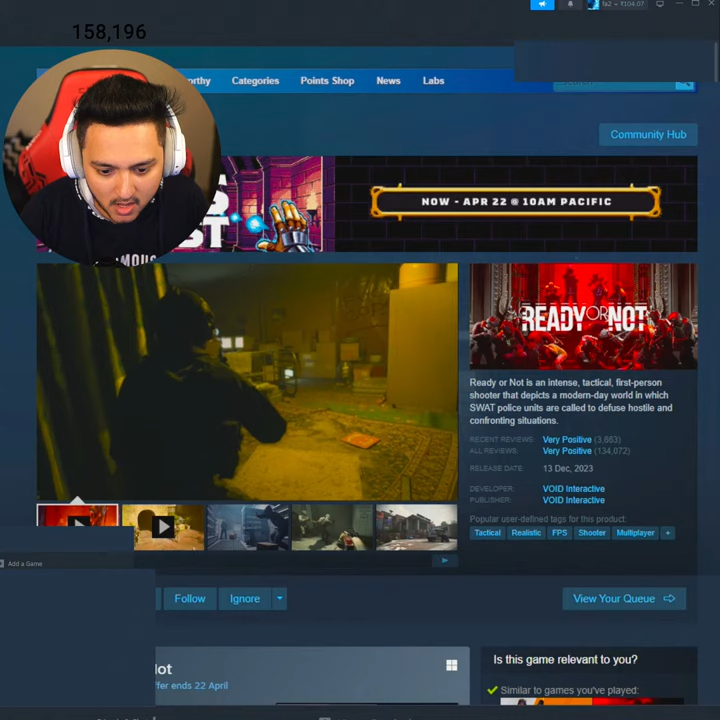 fa2 ₹104.07
158,196
Categories
Points Shop
News
Labs
Community Hub
NOW - APR 22 @ 10AM PACIFIC
READY OR NOT
Ready or Not is an intense, tactical, first-person
shooter that depicts a modern-day world in which
SWAT police units are called to defuse hostile and
confronting situations.
RECENT REVIEWS: Very Positive (3,663)
ALL REVIEWS: Very Positive (134,072)
RELEASE DATE: 13 Dec, 2023
DEVELOPER: VOID Interactive
PUBLISHER: VOID Interactive
Popular user-defined tags for this product:
Tactical Realistic FPS Shooter Multiplayer +
Add a Game
Follow
Ignore
View Your Queue
Is this game relevant to you?
ffer ends 22 April
Similar to games you've played: